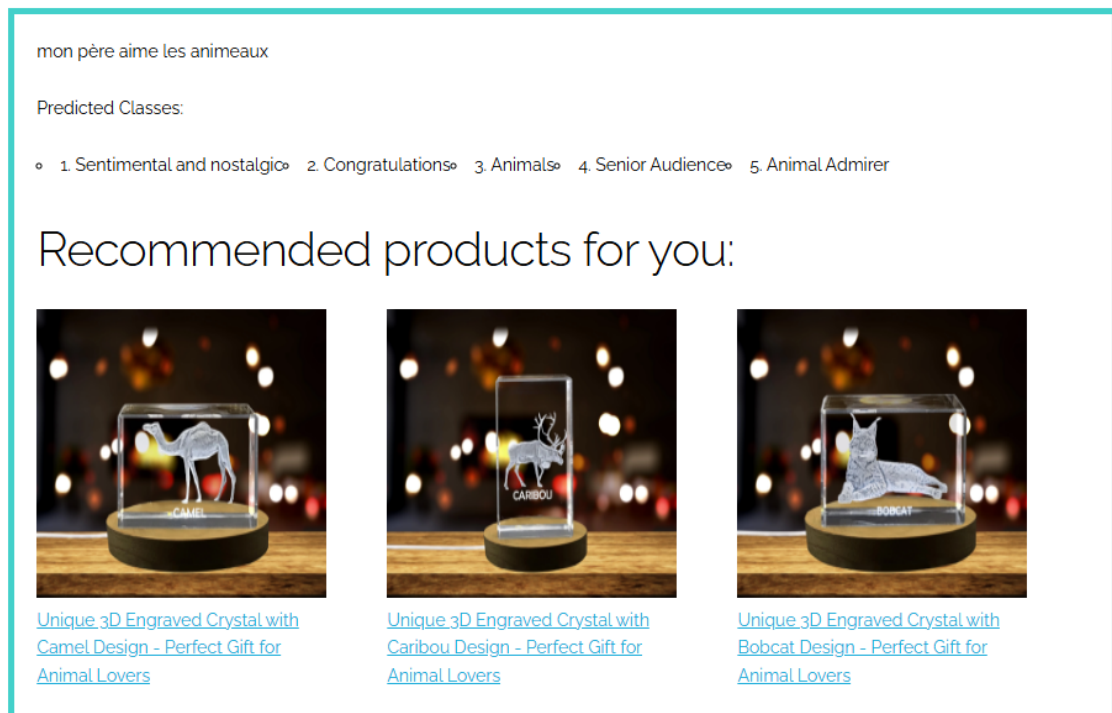 mon père aime les animeaux
Predicted Classes:
1. Sentimental and nostalgic 2. Congratulations 3. Animals 4. Senior Audience 5. Animal Admirer
Recommended products for you:
CAMEL
CARIBOU
BOBCAT
Unique 3D Engraved Crystal with
Camel Design - Perfect Gift for
Animal Lovers
Unique 3D Engraved Crystal with
Caribou Design - Perfect Gift for
Animal Lovers
Unique 3D Engraved Crystal with
Bobcat Design - Perfect Gift for
Animal Lovers